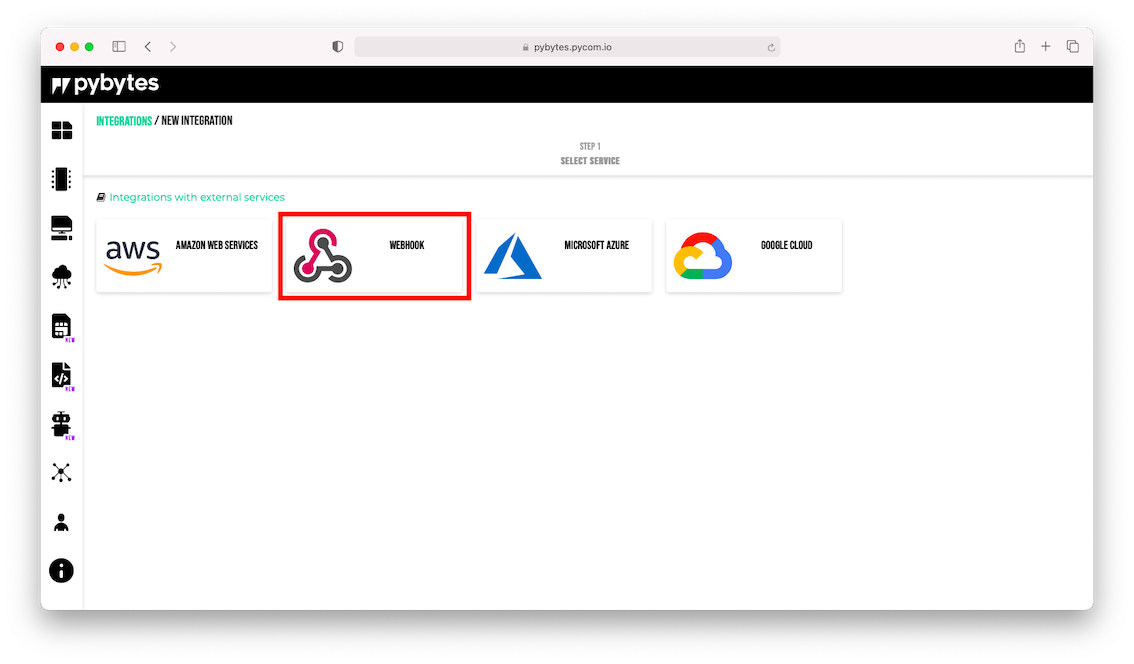 pybytes.pycom.io
pybytes
INTEGRATIONS / NEW INTEGRATION
STEP 1
SELECT SERVICE
Integrations with external services
aws AMAZON WEB SERVICES
WEBHOOK
MICROSOFT AZURE
GOOGLE CLOUD
NEW
NEW
NEW